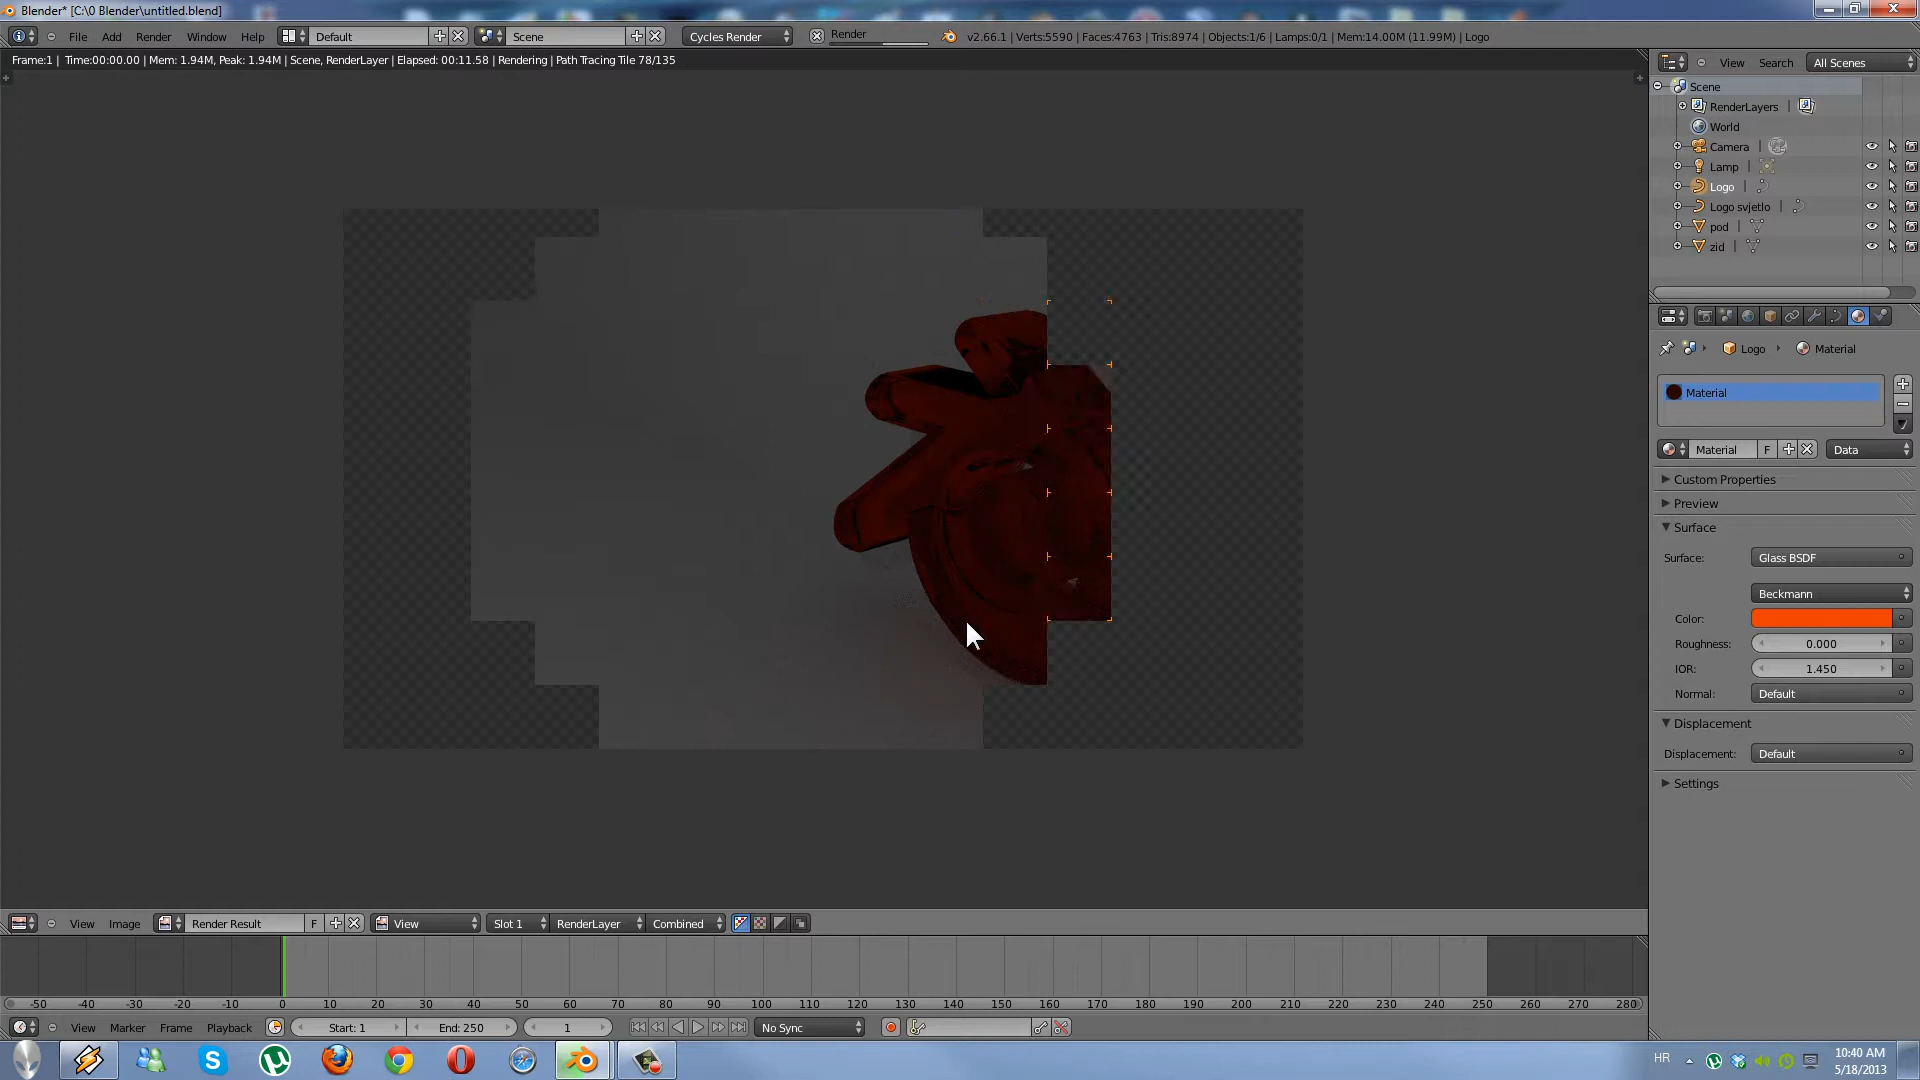 Blender* [C:\0 Blender\untitled.blend]
File Add Render Window Help Default Scene Cycles Render Render v2.66.1 | Verts:5590 | Faces:4763 | Tris:8974 | Objects:1/6 | Lamps:0/1 | Mem:14.00M (11.99M) | Logo
Frame:1 | Time:00:00.00 | Mem: 1.94M, Peak: 1.94M | Scene, RenderLayer | Elapsed: 00:11.58 | Rendering | Path Tracing Tile 78/135
View Search All Scenes
Scene
RenderLayers |
World
Camera |
Lamp |
Logo |
Logo svjetlo |
pod |
zid |
Logo Material
Material
Material F Data
Custom Properties
Preview
Surface
Surface: Glass BSDF
Beckmann
Color:
Roughness: 0.000
IOR: 1.450
Normal: Default
Displacement
Displacement: Default
Settings
View Image Render Result F View Slot 1 RenderLayer Combined
-50 -40 -30 -20 -10 0 10 20 30 40 50 60 70 80 90 100 110 120 130 140 150 160 170 180 190 200 210 220 230 240 250 260 270 280
View Marker Frame Playback Start: 1 End: 250 1 No Sync
HR 10:40 AM
5/18/2013